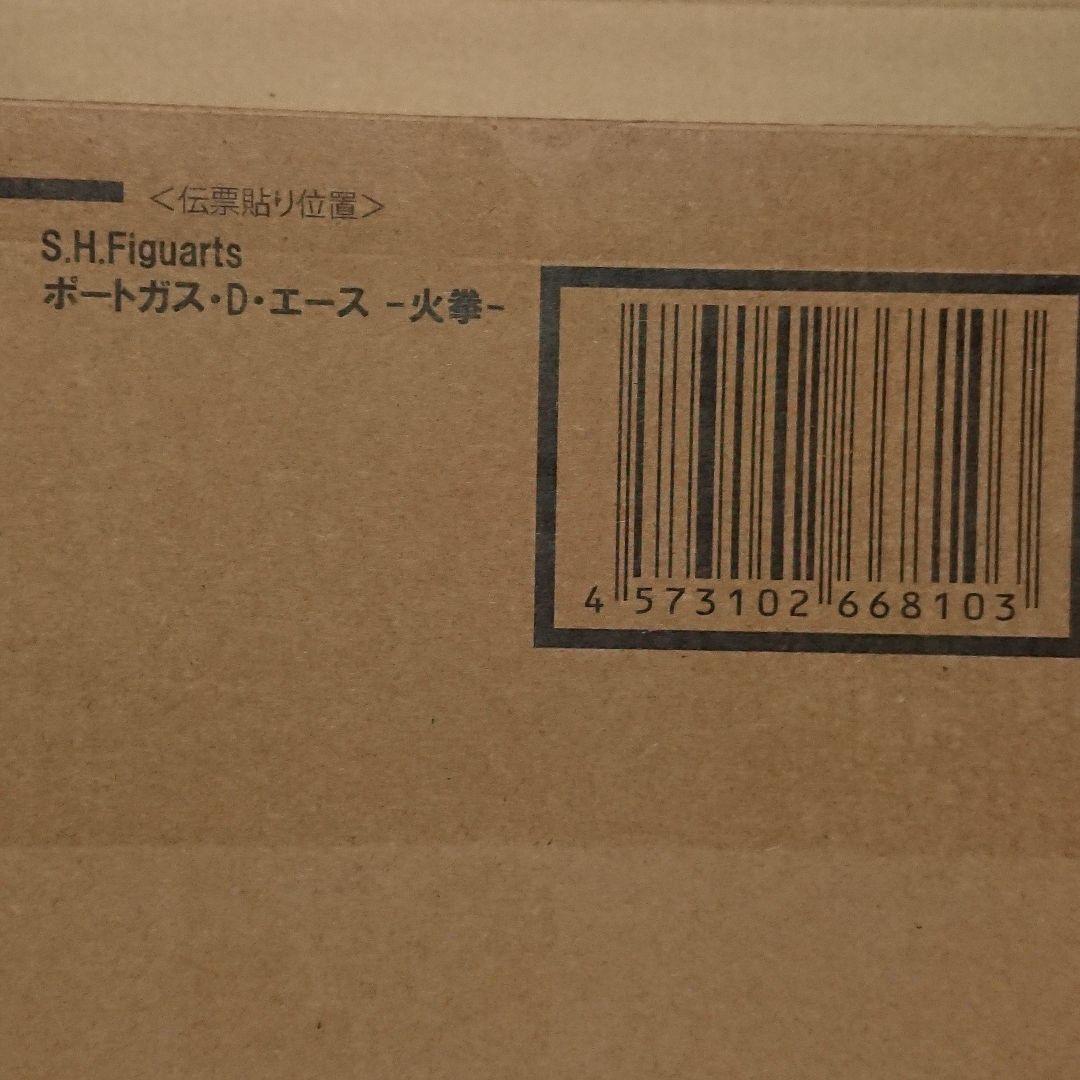 ＜伝票貼り位置＞
S.H.Figuarts
ポートガス・D・エース -火拳-
4 573102 668103